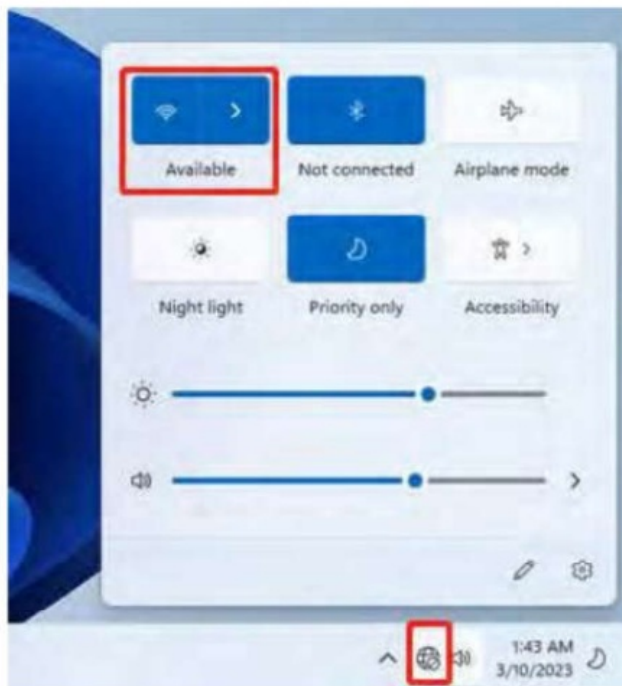 Available
Not connected
Airplane mode
Night light
Priority only
Accessibility
1:43 AM
3/10/2023